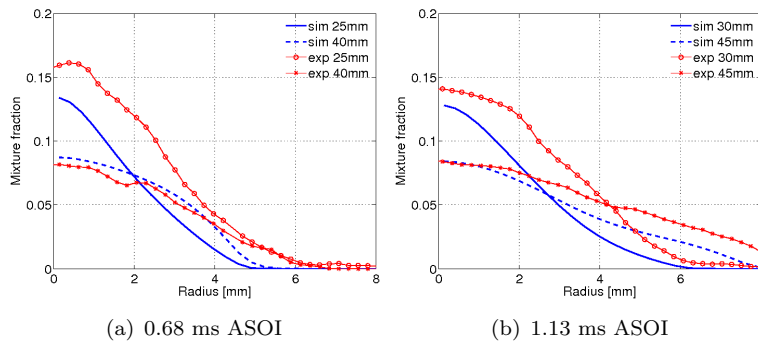 0.2
0.15
0.1
0.05
0
Mixture fraction
sim 25mm
sim 40mm
exp 25mm
exp 40mm
0 2 4 6 8
Radius [mm]
(a) 0.68 ms ASOI
0.2
0.15
0.1
0.05
0
Mixture fraction
sim 30mm
sim 45mm
exp 30mm
exp 45mm
0 2 4 6
Radius [mm]
(b) 1.13 ms ASOI